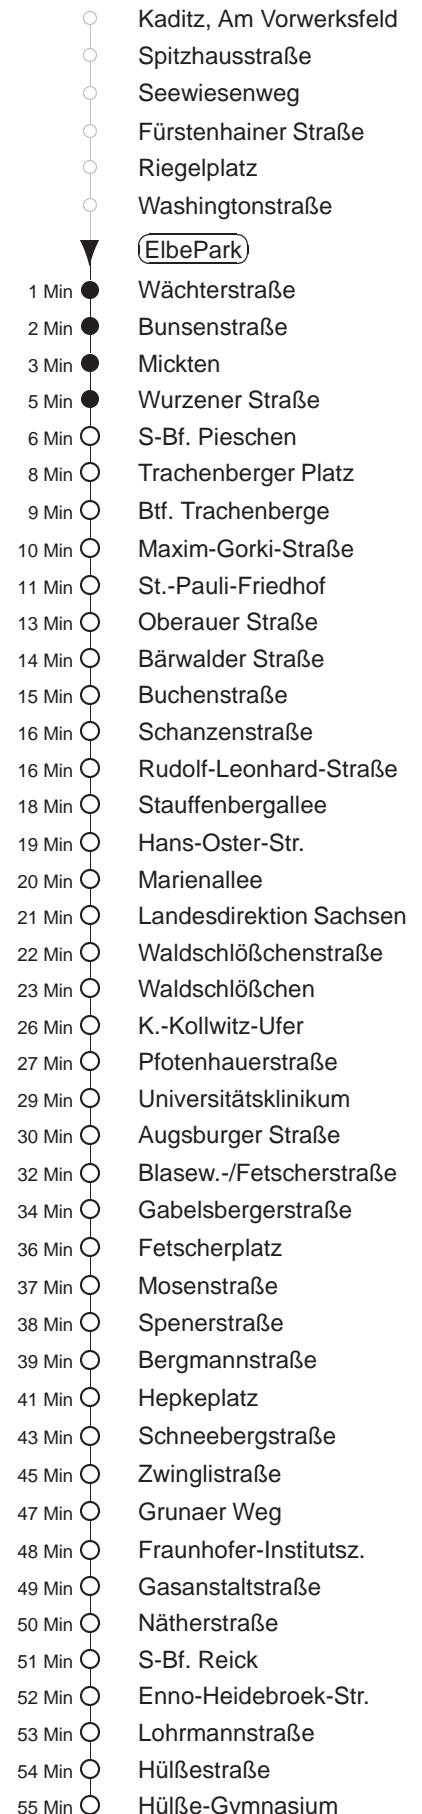 Kaditz, Am Vorwerksfeld
Spitzhausstraße
Seewiesenweg
Fürstenhainer Straße
Riegelplatz
Washingtonstraße
ElbePark
1 Min Wächterstraße
2 Min Bunsenstraße
3 Min Mickten
5 Min Wurzener Straße
6 Min S-Bf. Pieschen
8 Min Trachenberger Platz
9 Min Btf. Trachenberge
10 Min Maxim-Gorki-Straße
11 Min St.-Pauli-Friedhof
13 Min Oberauer Straße
14 Min Bärwalder Straße
15 Min Buchenstraße
16 Min Schanzenstraße
16 Min Rudolf-Leonhard-Straße
18 Min Stauffenbergallee
19 Min Hans-Oster-Str.
20 Min Marienallee
21 Min Landesdirektion Sachsen
22 Min Waldschlößchenstraße
23 Min Waldschlößchen
26 Min K.-Kollwitz-Ufer
27 Min Pfotenhauerstraße
29 Min Universitätsklinikum
30 Min Augsburger Straße
32 Min Blasew.-/Fetscherstraße
34 Min Gabelsbergerstraße
36 Min Fetscherplatz
37 Min Mosenstraße
38 Min Spenerstraße
39 Min Bergmannstraße
41 Min Hepkeplatz
43 Min Schneebergstraße
45 Min Zwinglistraße
47 Min Grunaer Weg
48 Min Fraunhofer-Institutsz.
49 Min Gasanstaltstraße
50 Min Nätherstraße
51 Min S-Bf. Reick
52 Min Enno-Heidebroek-Str.
53 Min Lohrmannstraße
54 Min Hülßestraße
55 Min Hülße-Gymnasium